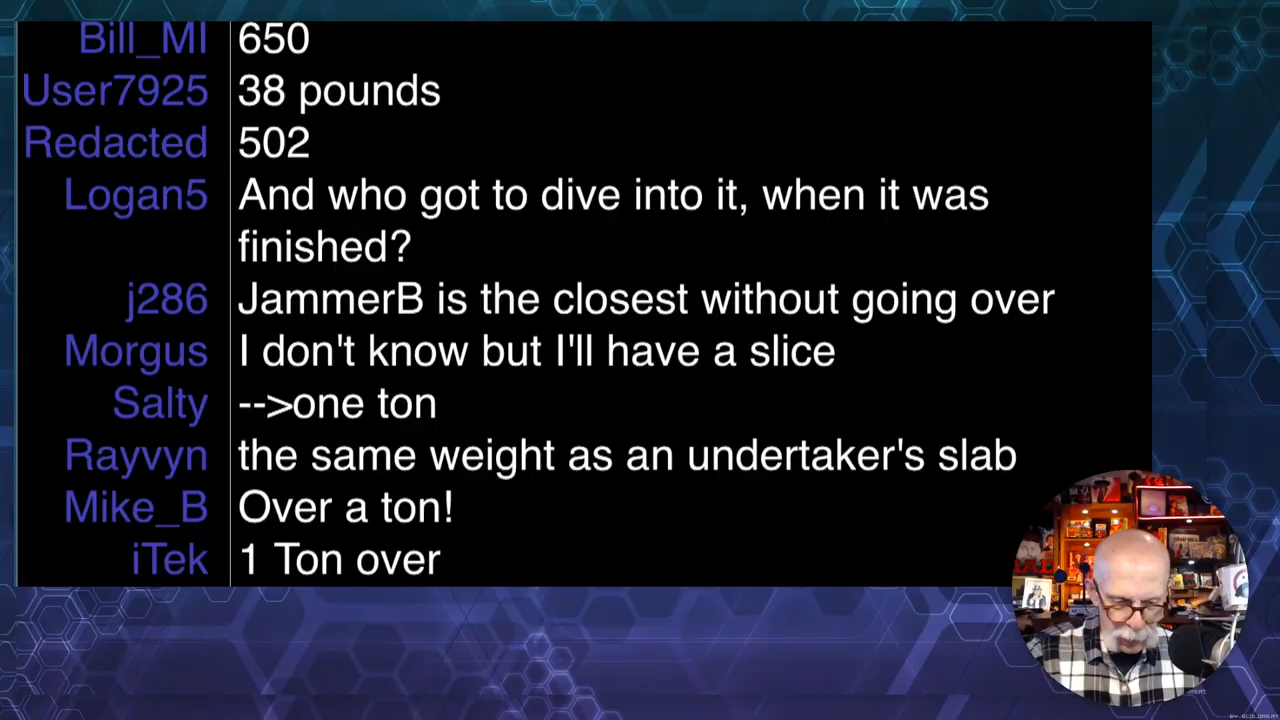 Bill_MI 650
User7925 38 pounds
Redacted 502
Logan5 And who got to dive into it, when it was
finished?
j286 JammerB is the closest without going over
Morgus I don't know but I'll have a slice
Salty -->one ton
Rayvyn the same weight as an undertaker's slab
Mike_B Over a ton!
iTek 1 Ton over